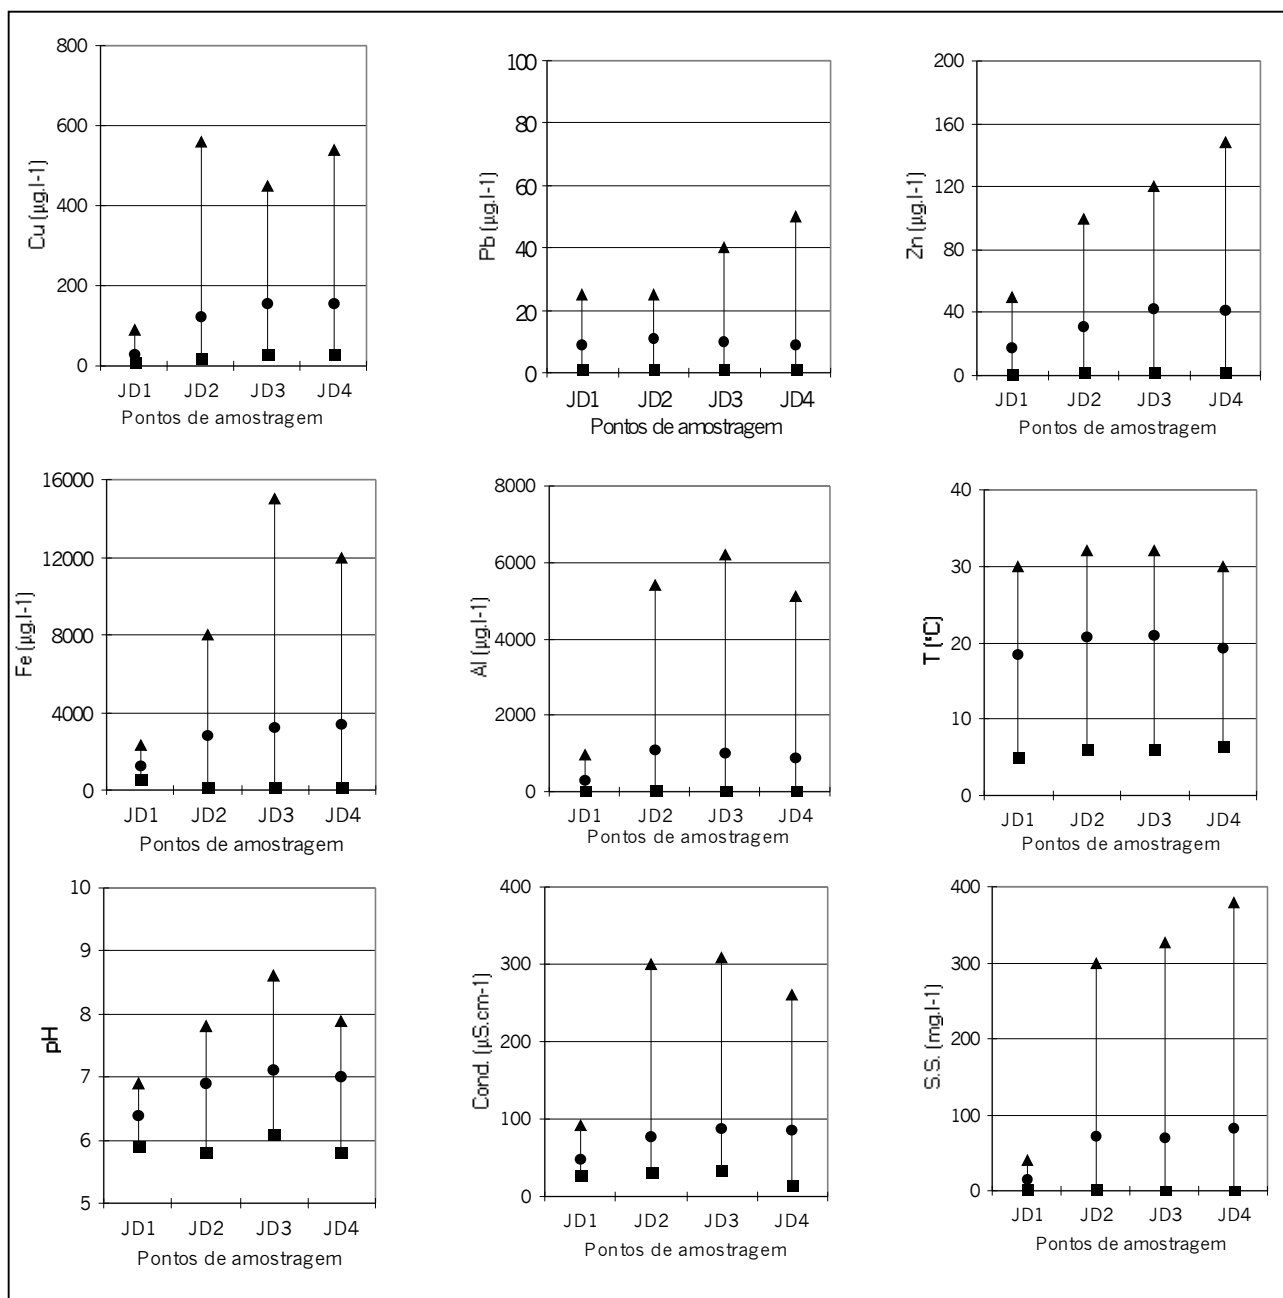 800
600
400
200
0
Cu (µg.l-1)
JD1 JD2 JD3 JD4
Pontos de amostragem
100
80
60
40
20
0
Pb (µg.l-1)
JD1 JD2 JD3 JD4
Pontos de amostragem
200
160
120
80
40
0
Zn (µg.l-1)
JD1 JD2 JD3 JD4
Pontos de amostragem
16000
12000
8000
4000
0
Fe (µg.l-1)
JD1 JD2 JD3 JD4
Pontos de amostragem
8000
6000
4000
2000
0
Al (µg.l-1)
JD1 JD2 JD3 JD4
Pontos de amostragem
40
30
20
10
0
T (°C)
JD1 JD2 JD3 JD4
Pontos de amostragem
10
9
8
7
6
5
pH
JD1 JD2 JD3 JD4
Pontos de amostragem
400
300
200
100
0
Cond. (µS.cm-1)
JD1 JD2 JD3 JD4
Pontos de amostragem
400
300
200
100
0
S.S. (mg.l-1)
JD1 JD2 JD3 JD4
Pontos de amostragem